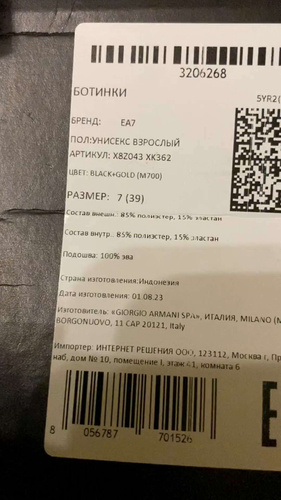 3206268
БОТИНКИ
5YR2(
БРЕНД: EA7
ПОЛ:УНИСЕКС ВЗРОСЛЫЙ
АРТИКУЛ: X8Z043 XK362
ЦВЕТ: BLACK+GOLD (M700)
РАЗМЕР: 7 (39)
Состав внешн.: 85% полиэстер, 15% эластан
Состав внутр.: 85% полиэстер, 15% эластан
Подошва: 100% эва
Страна изготовления:Индонезия
Дата изготовления: 01.08.23
Изготовитель: «GIORGIO ARMANI SPA», ИТАЛИЯ, MILANO (M
BORGONUOVO, 11 CAP 20121, Italy
Импортер: ИНТЕРНЕТ РЕШЕНИЯ ООО, 123112, Москва г, Пр
наб, дом № 10, помещение I, этаж 41, комната 6
8 056787 701526